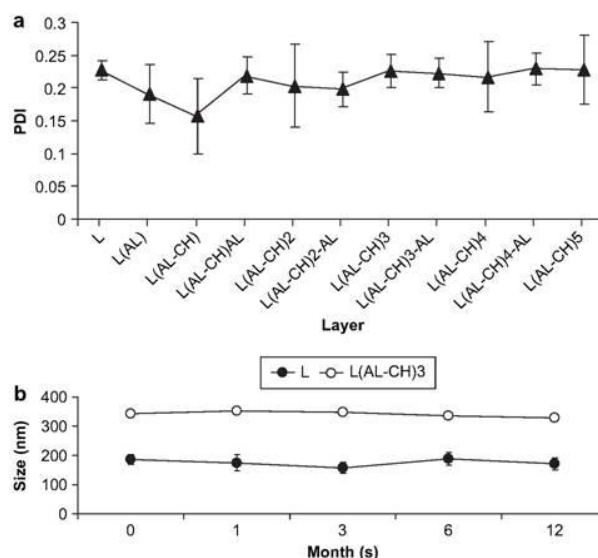 a
0.3
0.25
0.2
0.15
0.1
0.05
0
PDI
L
L(AL)
L(AL-CH)
L(AL-CH)AL
L(AL-CH)2
L(AL-CH)2-AL
L(AL-CH)3
L(AL-CH)3-AL
L(AL-CH)4
L(AL-CH)4-AL
L(AL-CH)5
Layer
L L(AL-CH)3
b
400
300
200
100
0
Size (nm)
0 1 3 6 12
Month (s)